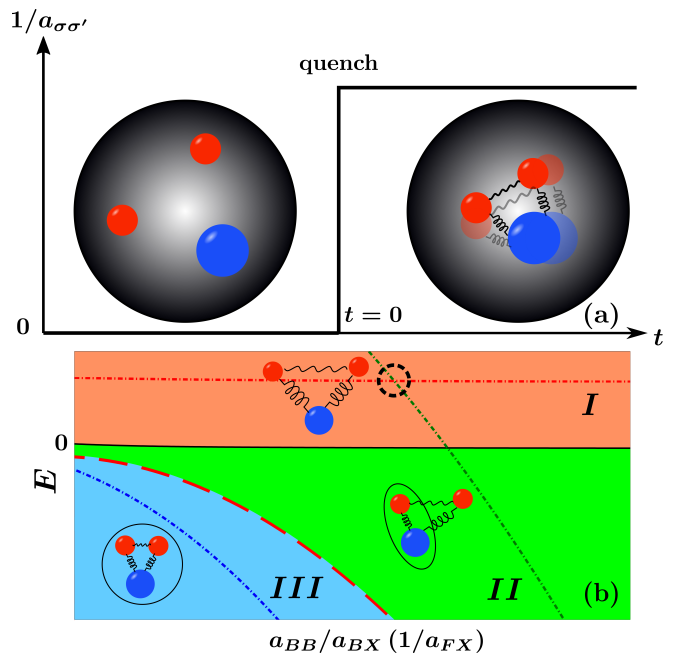 1/a_{σσ'}
quench
0
t = 0
(a)
t
I
0
E
III
II
(b)
a_{BB}/a_{BX} (1/a_{FX})